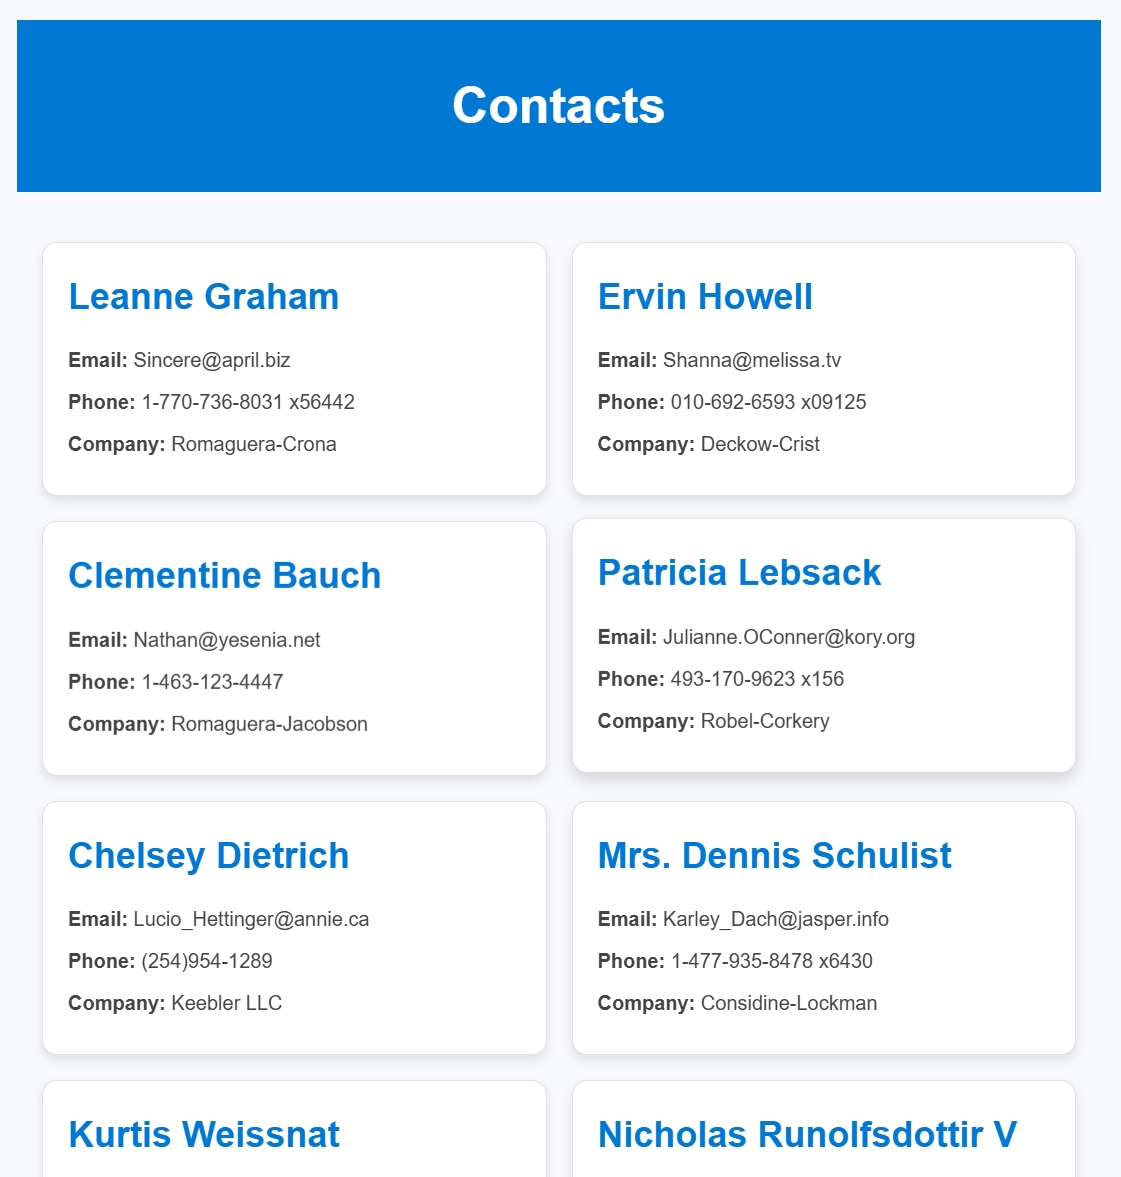 Contacts
Leanne Graham
Email: Sincere@april.biz
Phone: 1-770-736-8031 x56442
Company: Romaguera-Crona
Ervin Howell
Email: Shanna@melissa.tv
Phone: 010-692-6593 x09125
Company: Deckow-Crist
Clementine Bauch
Email: Nathan@yesenia.net
Phone: 1-463-123-4447
Company: Romaguera-Jacobson
Patricia Lebsack
Email: Julianne.OConner@kory.org
Phone: 493-170-9623 x156
Company: Robel-Corkery
Chelsey Dietrich
Email: Lucio_Hettinger@annie.ca
Phone: (254)954-1289
Company: Keebler LLC
Mrs. Dennis Schulist
Email: Karley_Dach@jasper.info
Phone: 1-477-935-8478 x6430
Company: Considine-Lockman
Kurtis Weissnat
Nicholas Runolfsdottir V